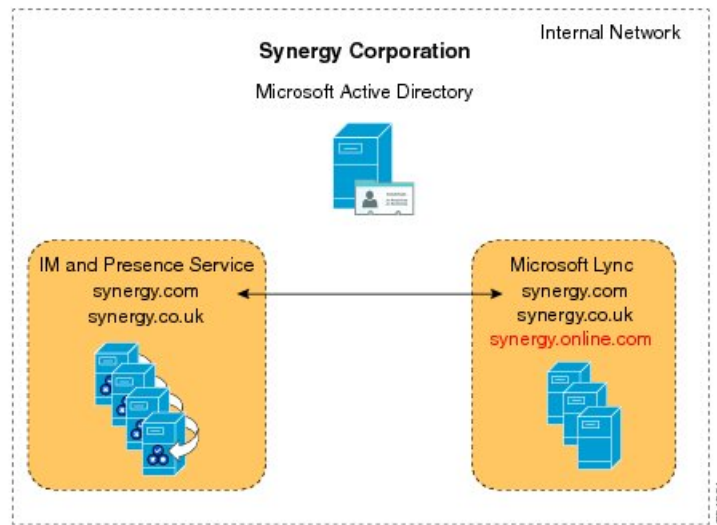 Internal Network
Synergy Corporation
Microsoft Active Directory
IM and Presence Service
synergy.com
synergy.co.uk
Microsoft Lync
synergy.com
synergy.co.uk
synergy.online.com